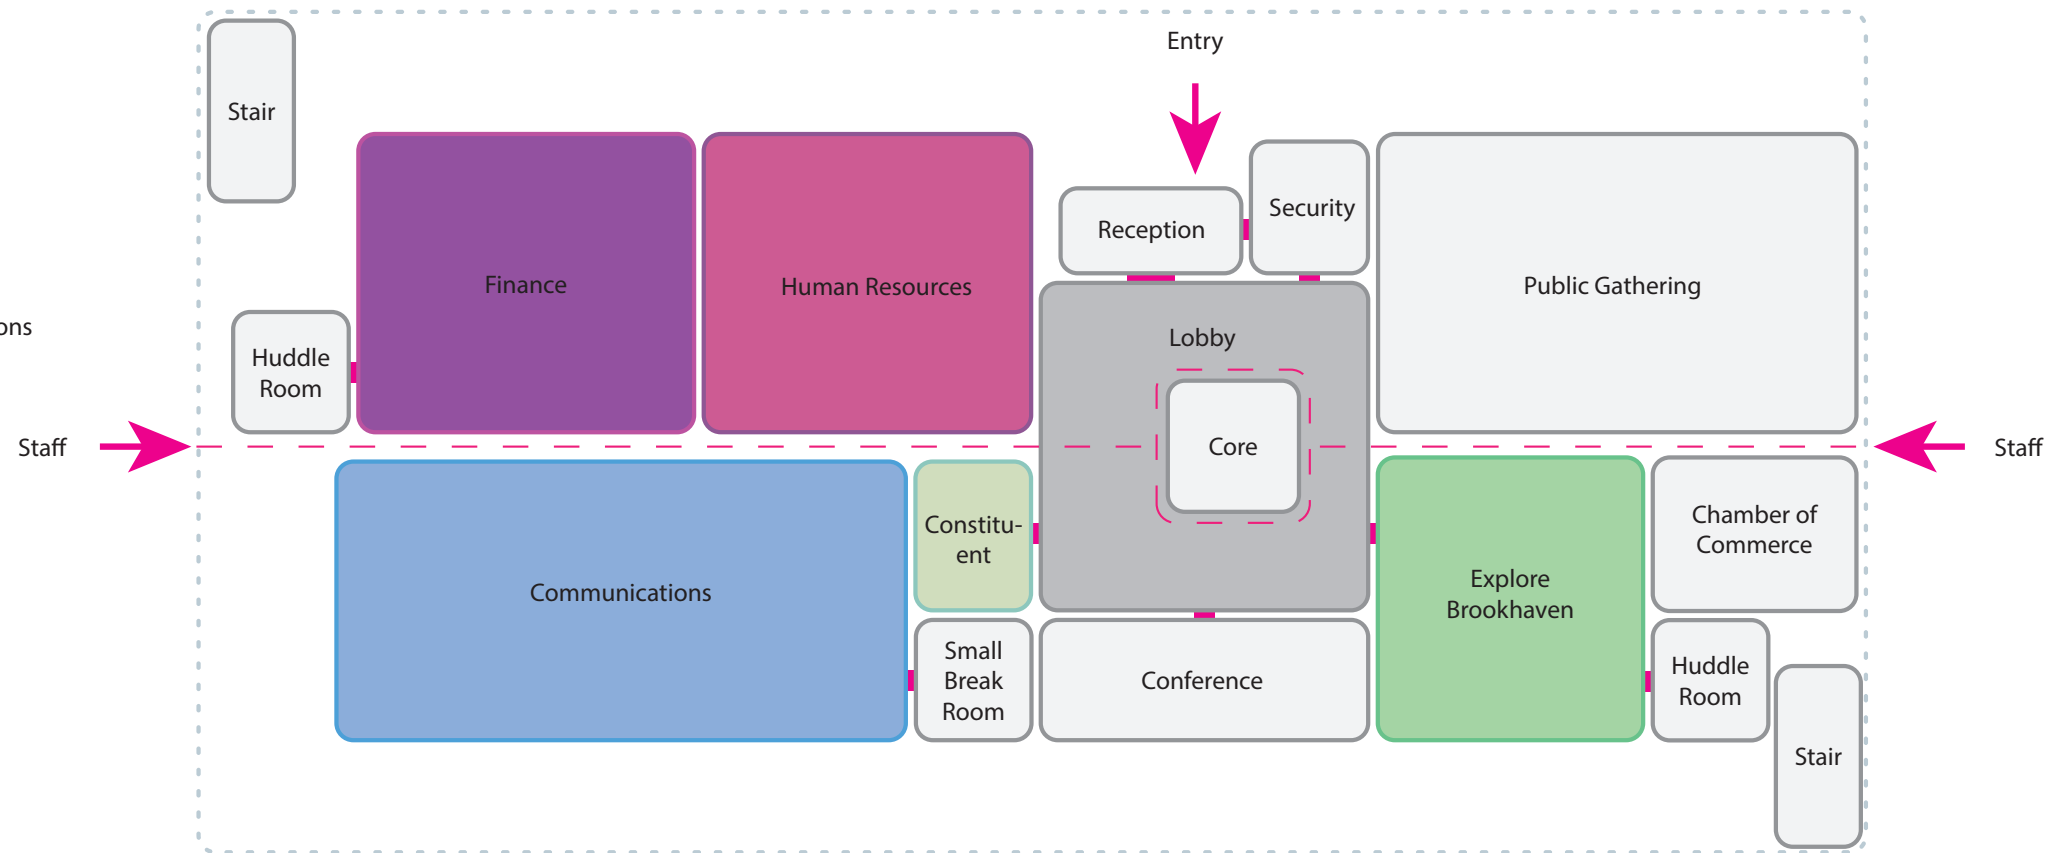 Entry
Stair
Security
Reception
Finance
Human Resources
Public Gathering
ons
Lobby
Huddle
Room
Staff
Core
Staff
Constitu-
ent
Chamber of
Commerce
Communications
Explore
Brookhaven
Small
Break
Room
Conference
Huddle
Room
Stair